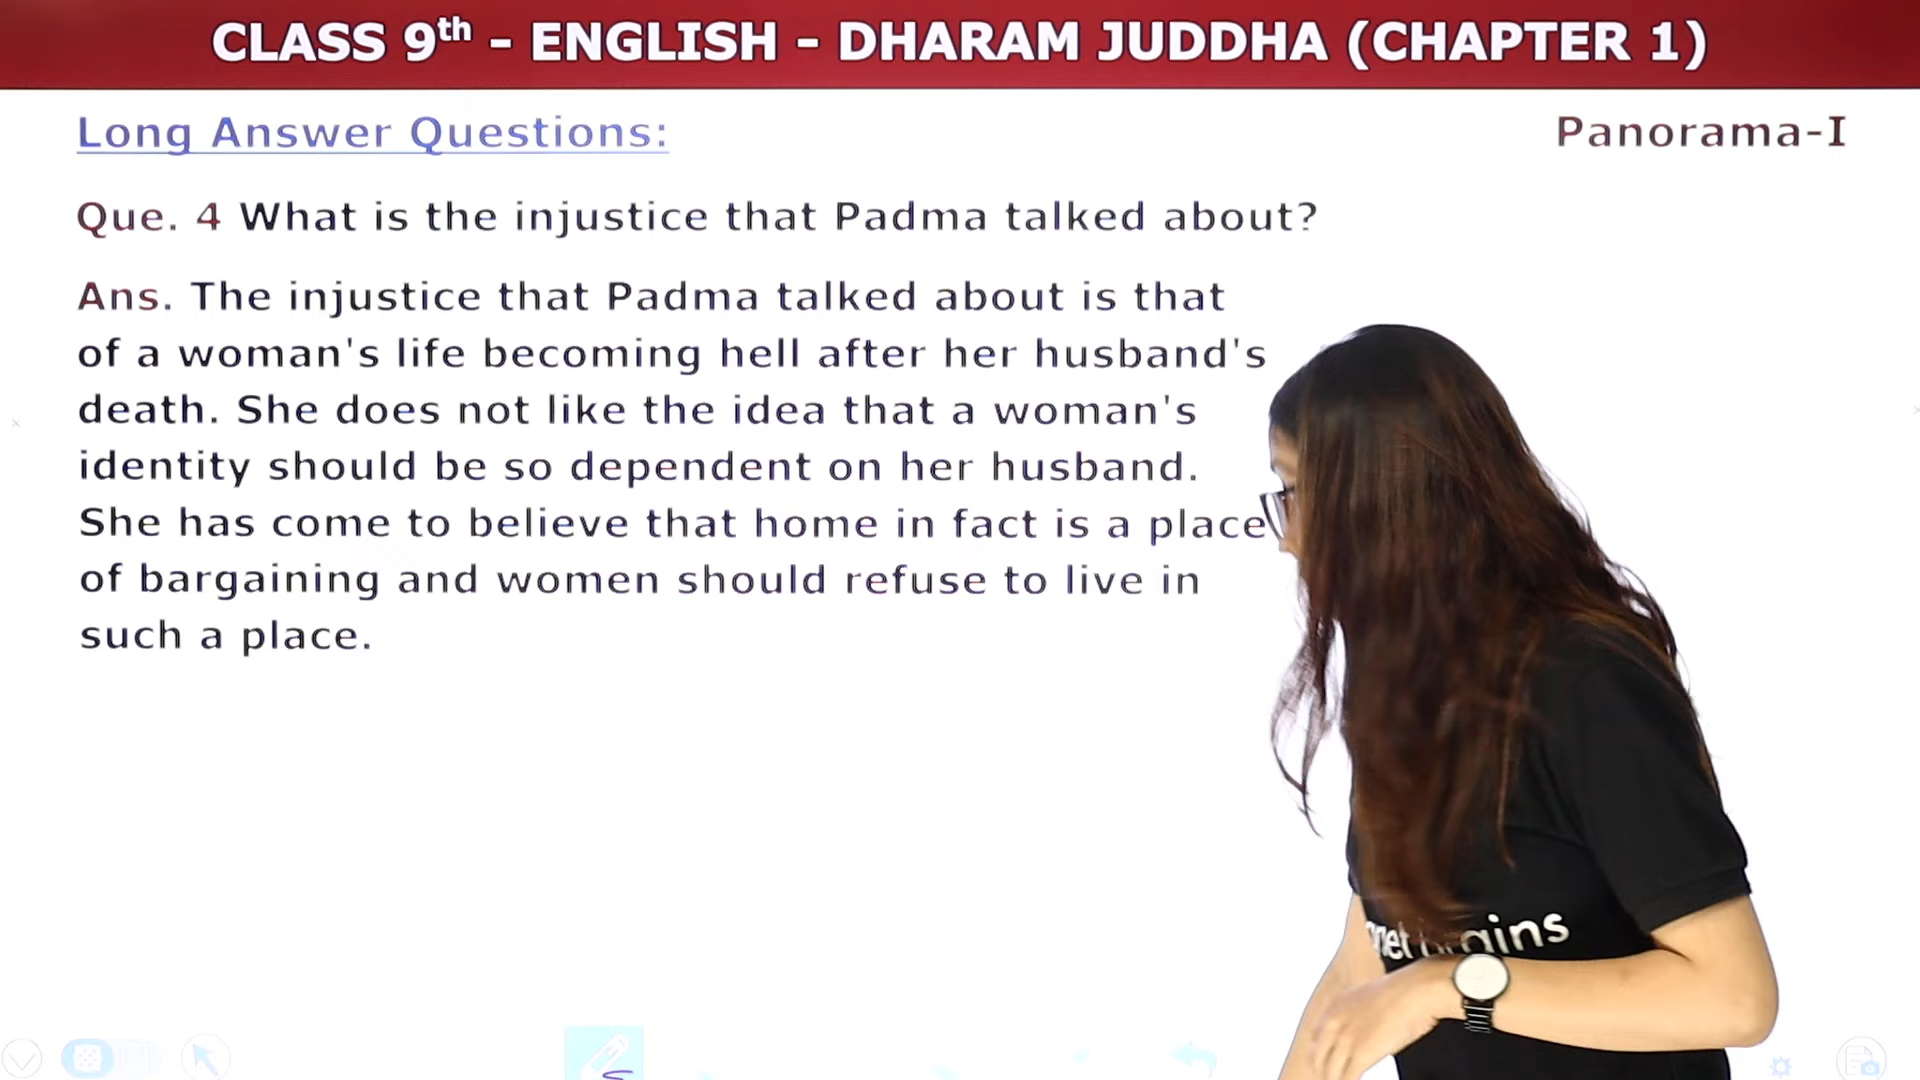 CLASS 9th - ENGLISH - DHARAM JUDDHA (CHAPTER 1)
Long Answer Questions:
Panorama-I
Que. 4 What is the injustice that Padma talked about?
Ans. The injustice that Padma talked about is that
of a woman's life becoming hell after her husband's
death. She does not like the idea that a woman's
identity should be so dependent on her husband.
She has come to believe that home in fact is a place
of bargaining and women should refuse to live in
such a place.